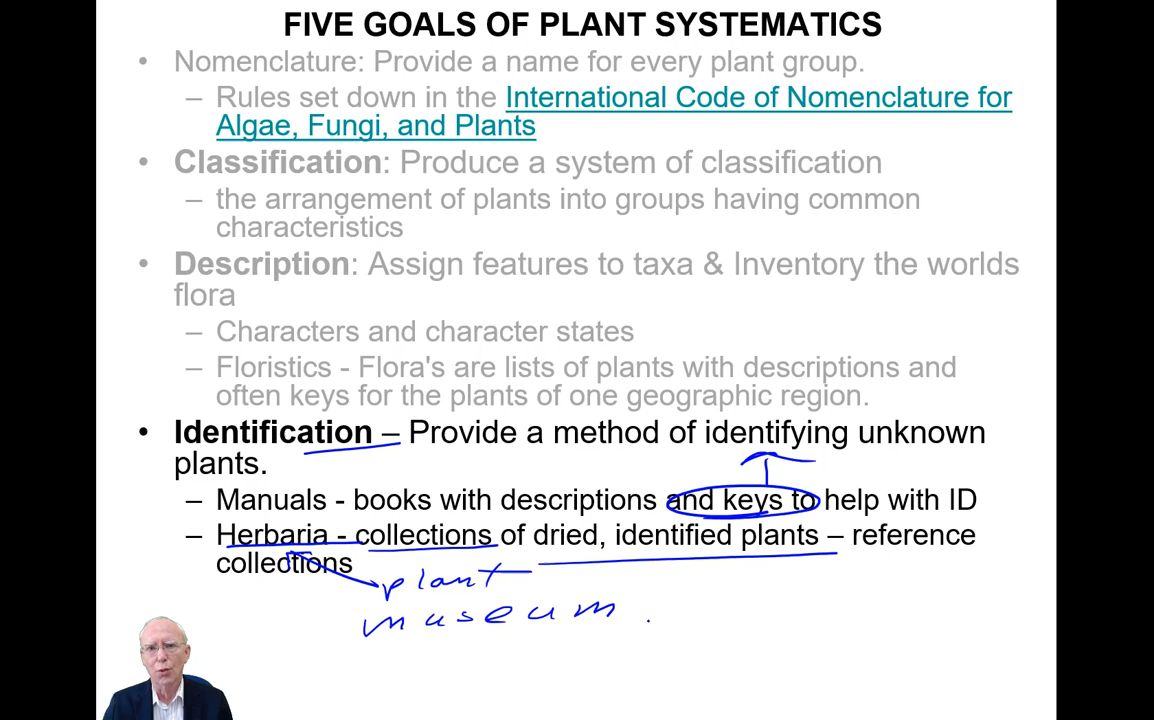 FIVE GOALS OF PLANT SYSTEMATICS
• Nomenclature: Provide a name for every plant group.
– Rules set down in the International Code of Nomenclature for
Algae, Fungi, and Plants
• Classification: Produce a system of classification
– the arrangement of plants into groups having common
characteristics
• Description: Assign features to taxa & Inventory the worlds
flora
– Characters and character states
– Floristics - Flora's are lists of plants with descriptions and
often keys for the plants of one geographic region.
• Identification – Provide a method of identifying unknown
plants.
– Manuals - books with descriptions and keys to help with ID
– Herbaria - collections of dried, identified plants – reference
collections
plant
museum.